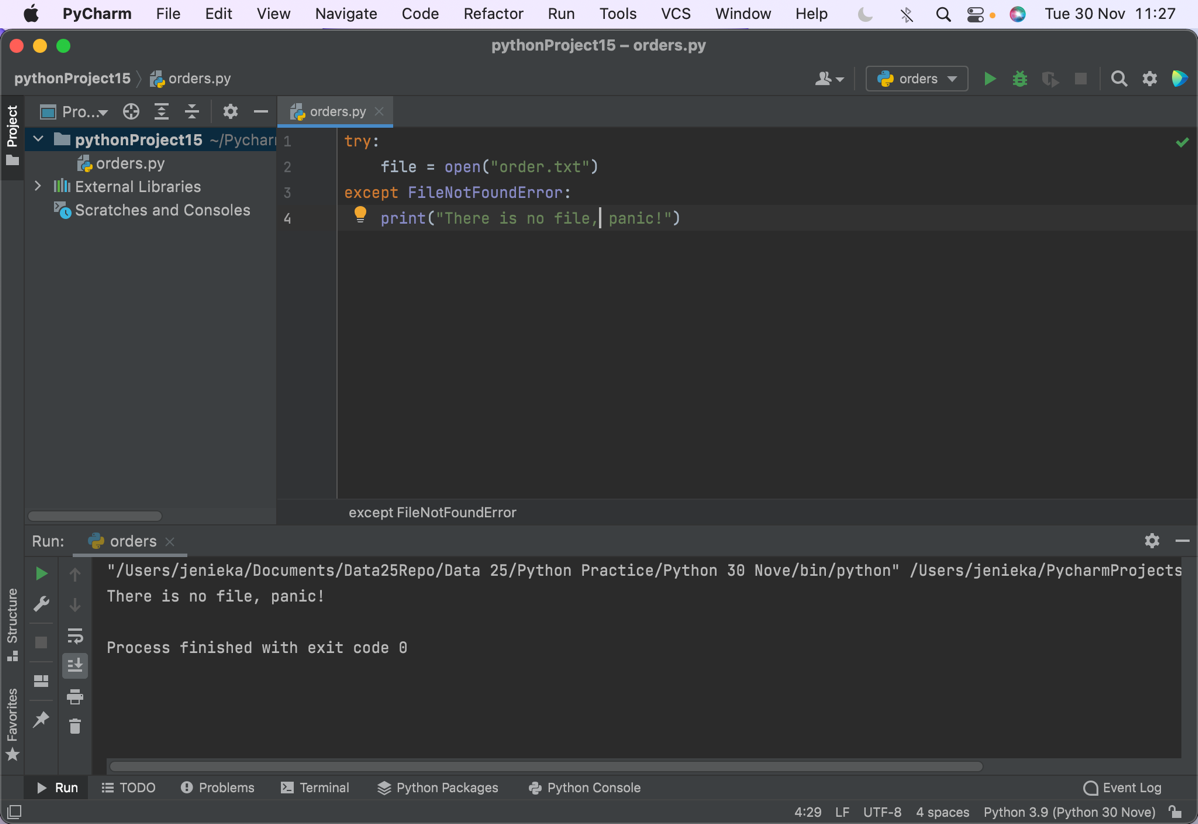 PyCharm File Edit View Navigate Code Refactor Run Tools VCS Window Help Tue 30 Nov 11:27
pythonProject15 – orders.py
pythonProject15 orders.py orders
Project
Pro... orders.py
pythonProject15 ~/Pychar
orders.py
External Libraries
Scratches and Consoles
1 try:
2 file = open("order.txt")
3 except FileNotFoundError:
4 print("There is no file, panic!")
except FileNotFoundError
Run: orders
"/Users/jenieka/Documents/Data25Repo/Data 25/Python Practice/Python 30 Nove/bin/python" /Users/jenieka/PycharmProjects
There is no file, panic!
Process finished with exit code 0
Structure
Favorites
Run TODO Problems Terminal Python Packages Python Console Event Log
4:29 LF UTF-8 4 spaces Python 3.9 (Python 30 Nove)